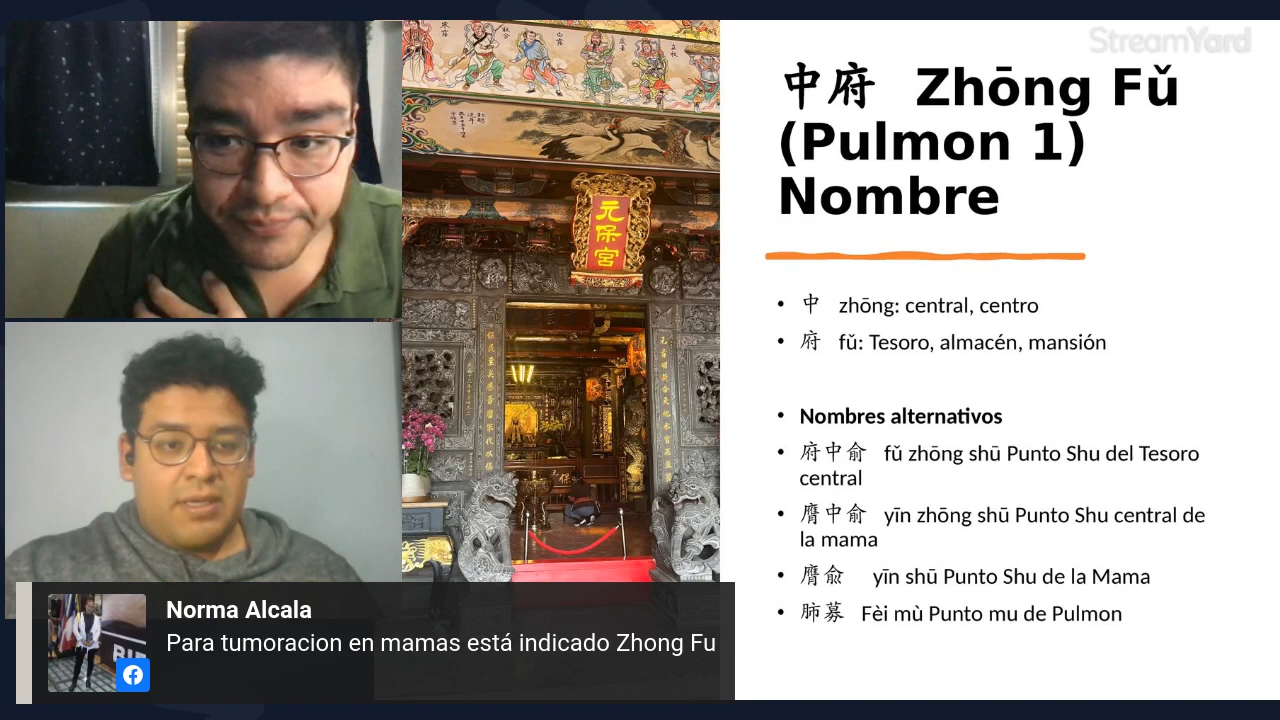 StreamYard
中府 Zhōng Fǔ
(Pulmon 1)
Nombre
• 中 zhōng: central, centro
• 府 fǔ: Tesoro, almacén, mansión
• Nombres alternativos
• 府中俞 fǔ zhōng shū Punto Shu del Tesoro
central
• 膺中俞 yīn zhōng shū Punto Shu central de
la mama
• 膺俞 yīn shū Punto Shu de la Mama
• 肺募 Fèi mù Punto mu de Pulmon
元保宮
Norma Alcala
Para tumoracion en mamas está indicado Zhong Fu